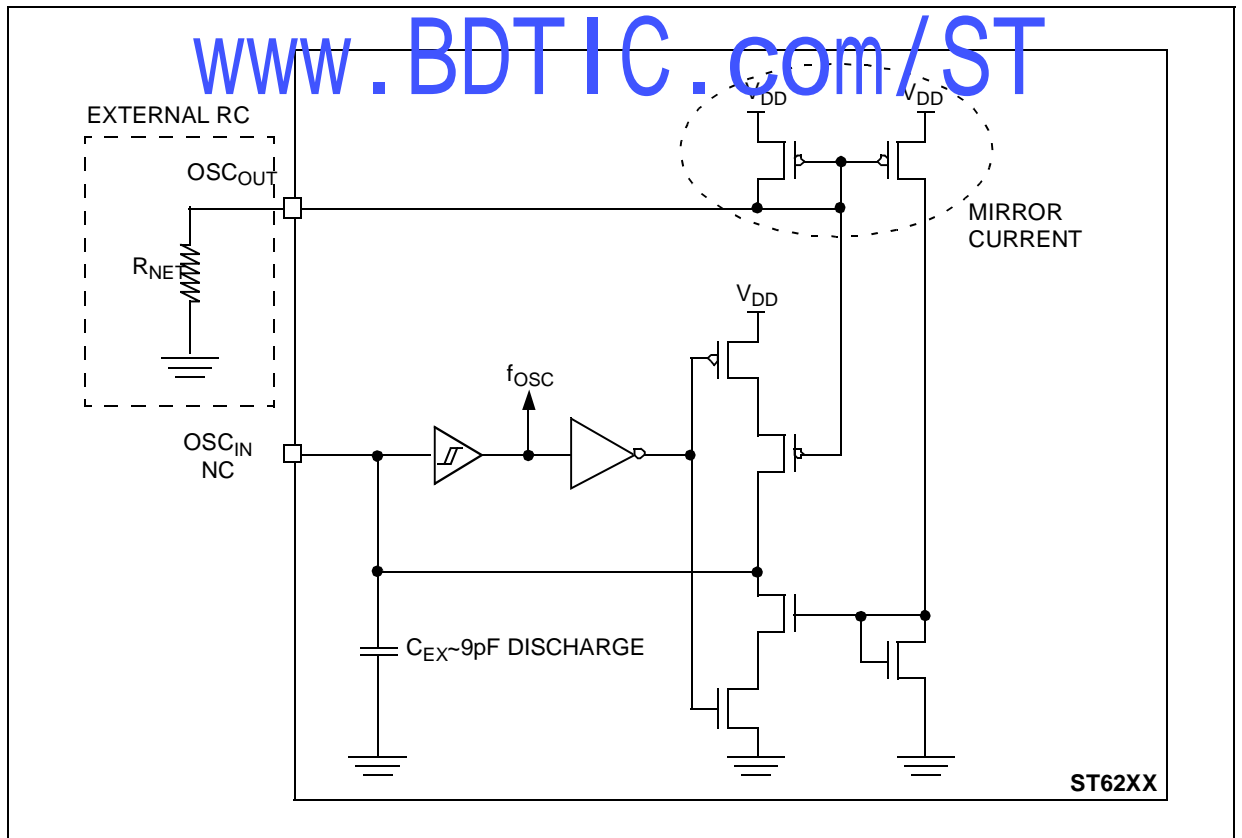 www.BDTIC.com/ST
EXTERNAL RC
OSCOUT
RNET
VDD
VDD
MIRROR
CURRENT
VDD
fOSC
OSCIN
NC
CEX~9pF DISCHARGE
ST62XX